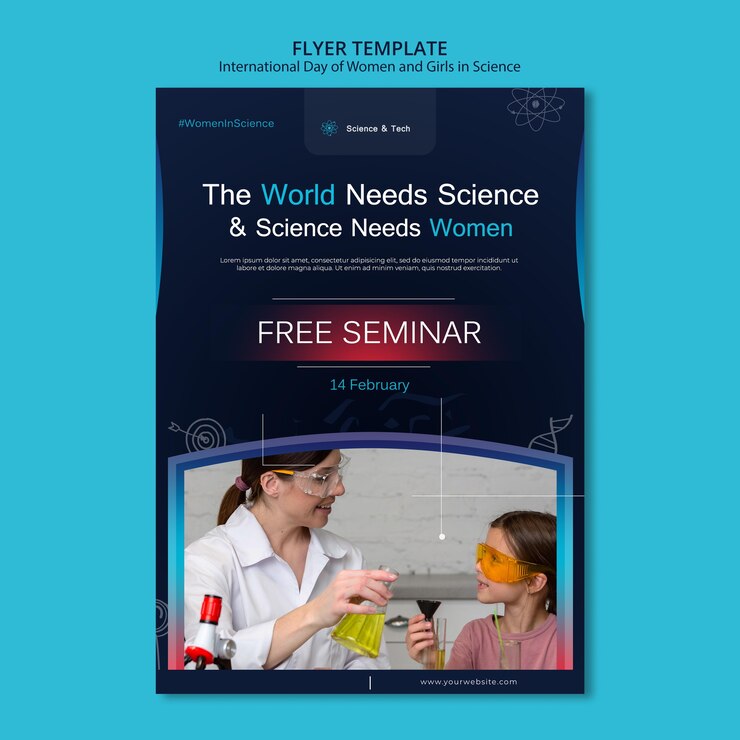 FLYER TEMPLATE
International Day of Women and Girls in Science
#WomenInScience
Science & Tech
The World Needs Science
& Science Needs Women
Lorem ipsum dolor sit amet, consectetur adipisicing elit, sed do eiusmod tempor incididunt ut
labore et dolore magna aliqua. Ut enim ad minim veniam, quis nostrud exercitation.
FREE SEMINAR
14 February
www.yourwebsite.com